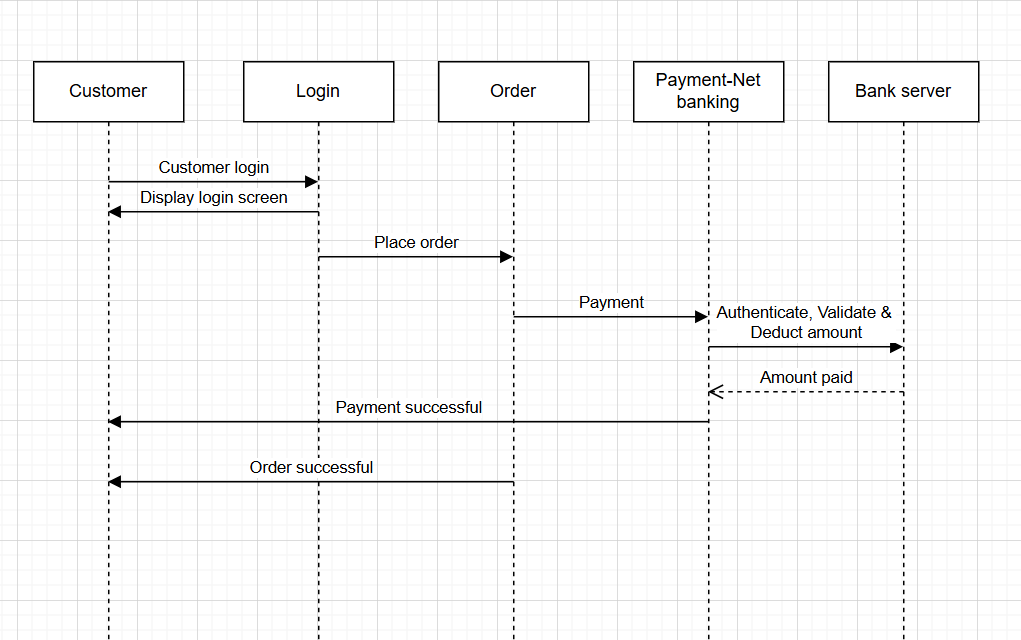 Customer
Login
Order
Payment-Net
banking
Bank server
Customer login
Display login screen
Place order
Payment
Authenticate, Validate &
Deduct amount
Amount paid
Payment successful
Order successful